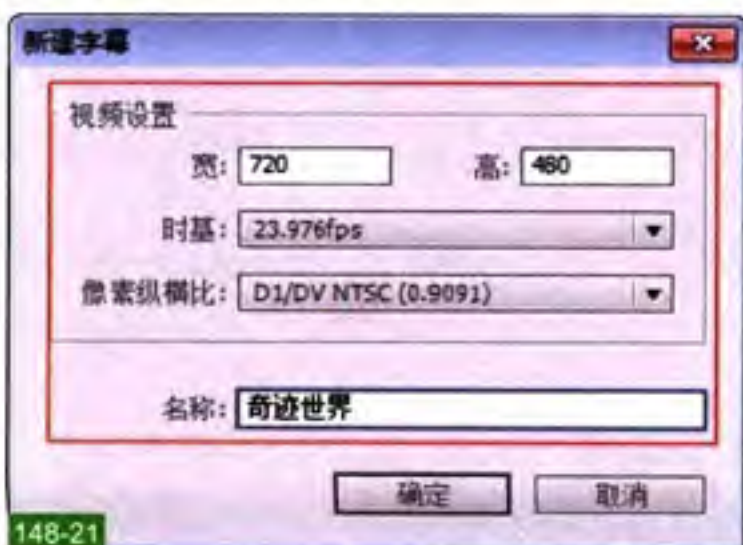 新建字幕
视频设置
宽: 720 高: 480
时基: 23.976fps
像素纵横比: D1/DV NTSC (0.9091)
名称: 奇迹世界
确定 取消
148-21